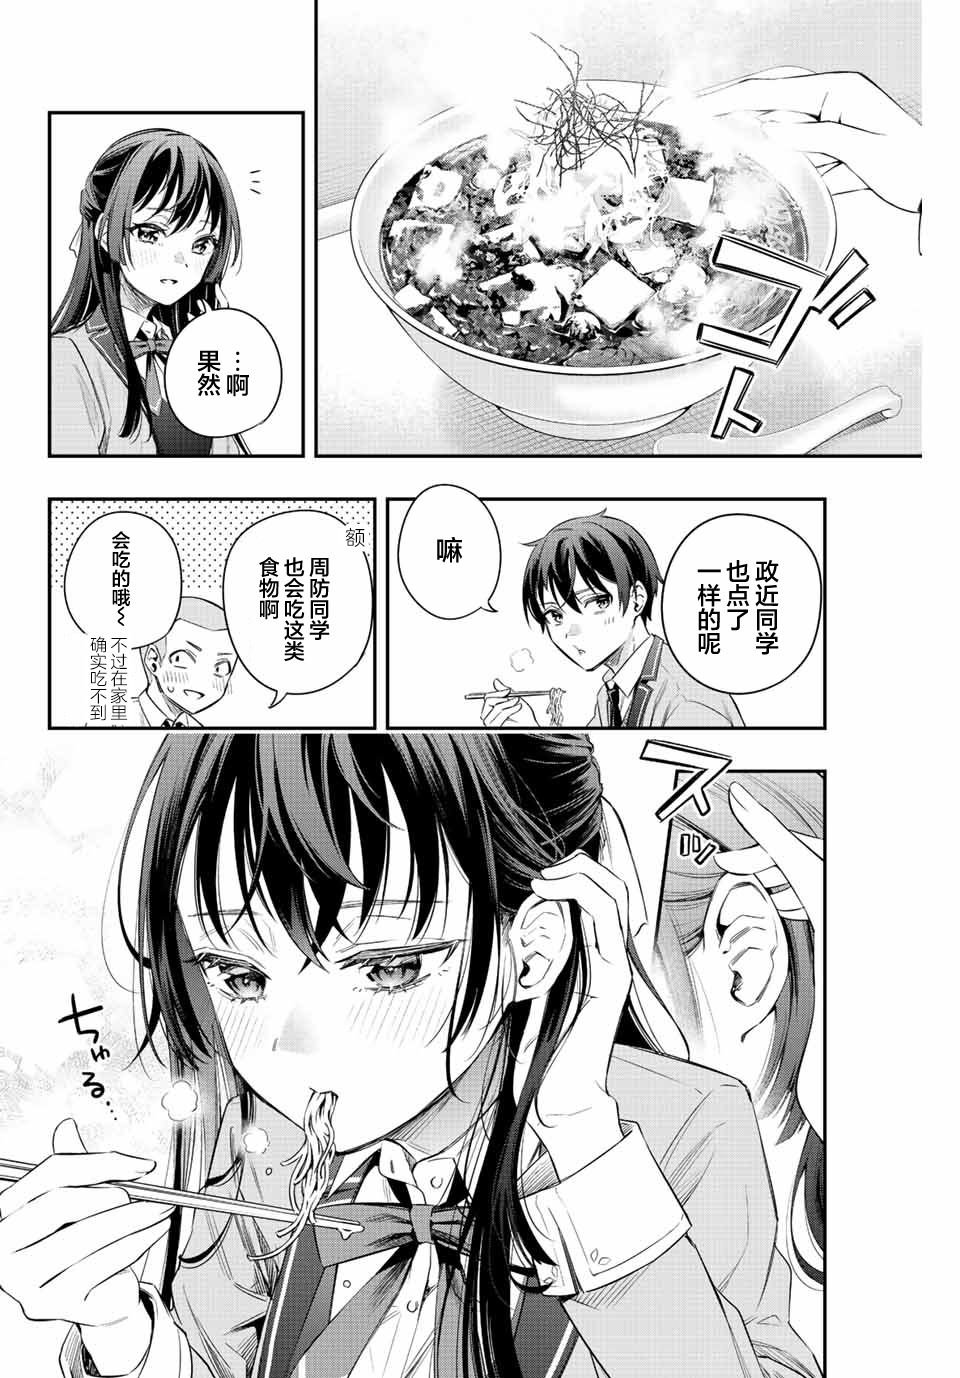 ゴ
ト
…啊
果然
政近同学
也点了
一样的呢
嘛
额
周防同学
也会吃这类
食物啊
会吃的哦～
不过在家里
确实吃不到
スッ
ちゅる…